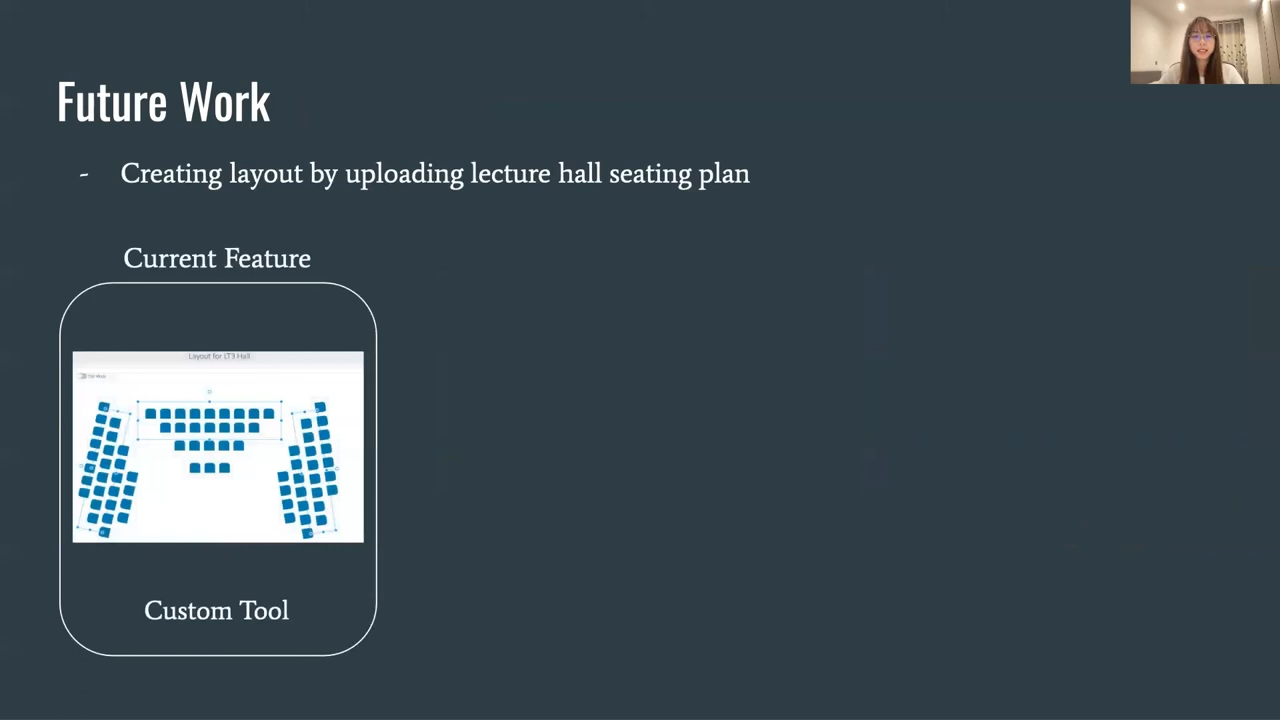 Future Work
- Creating layout by uploading lecture hall seating plan
Current Feature
Layout for LT3 Hall
Custom Tool